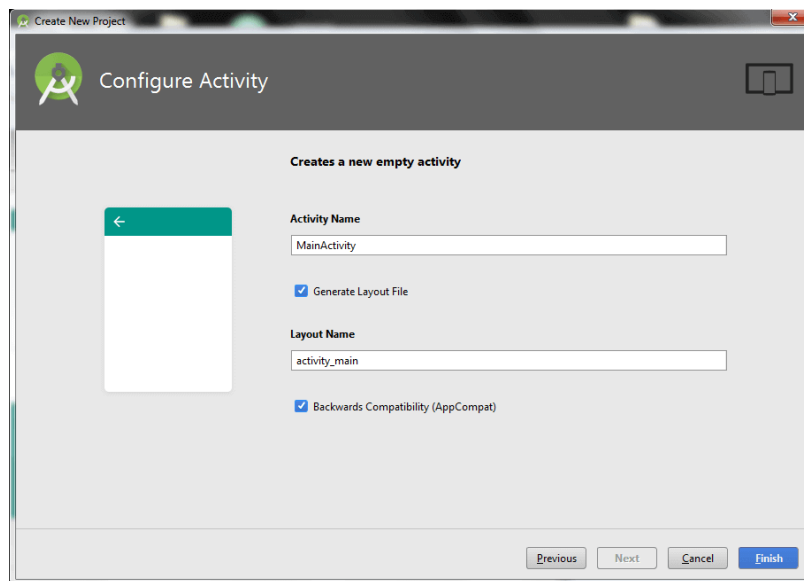 Create New Project
Configure Activity
Creates a new empty activity
Activity Name
MainActivity
Generate Layout File
Layout Name
activity_main
Backwards Compatibility (AppCompat)
Previous Next Cancel Finish